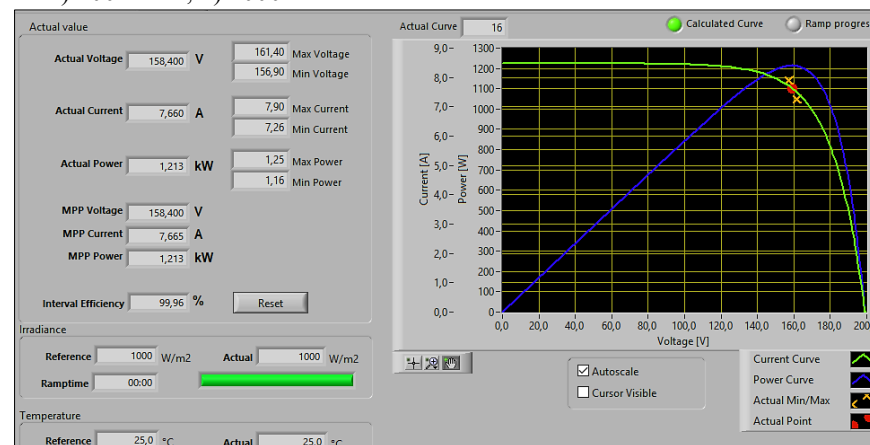 Actual value
Actual Voltage 158,400 V
161,40 Max Voltage
156,90 Min Voltage
Actual Current 7,660 A
7,90 Max Current
7,26 Min Current
Actual Power 1,213 kW
1,25 Max Power
1,16 Min Power
MPP Voltage 158,400 V
MPP Current 7,665 A
MPP Power 1,213 kW
Interval Efficiency 99,96 %
Reset
Irradiance
Reference 1000 W/m2 Actual 1000 W/m2
Ramptime 00:00
Temperature
Reference 25,0 °C Actual 25,0 °C
Actual Curve 16
Calculated Curve
Ramp progres
Current [A]
9,0
8,0
7,0
6,0
5,0
4,0
3,0
2,0
1,0
0,0
Power [W]
1300
1200
1100
1000
900
800
700
600
500
400
300
200
100
0
0,0 20,0 40,0 60,0 80,0 100,0 120,0 140,0 160,0 180,0 200
Voltage [V]
Autoscale
Cursor Visible
Current Curve
Power Curve
Actual Min/Max
Actual Point